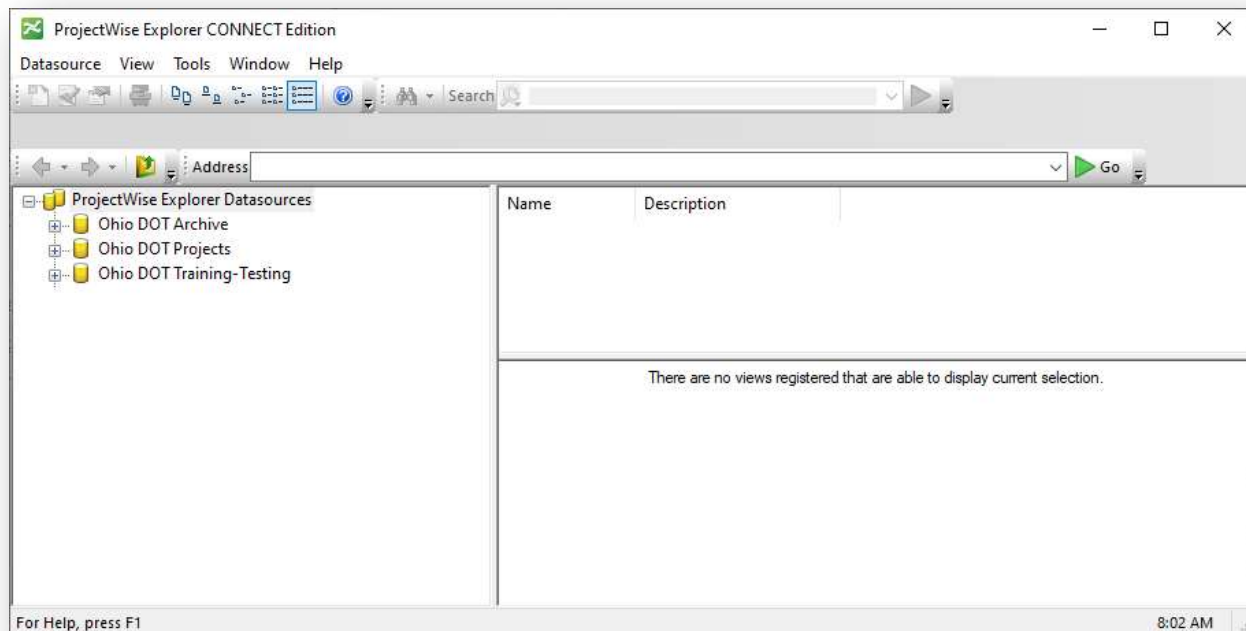 ProjectWise Explorer CONNECT Edition
Datasource View Tools Window Help
Search
Address Go
ProjectWise Explorer Datasources
Ohio DOT Archive
Ohio DOT Projects
Ohio DOT Training-Testing
Name Description
There are no views registered that are able to display current selection.
For Help, press F1 8:02 AM